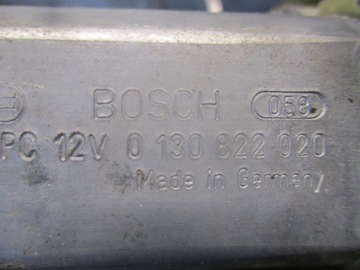 BOSCH 058
PC 12V 0 130 822 020
Made in Germany